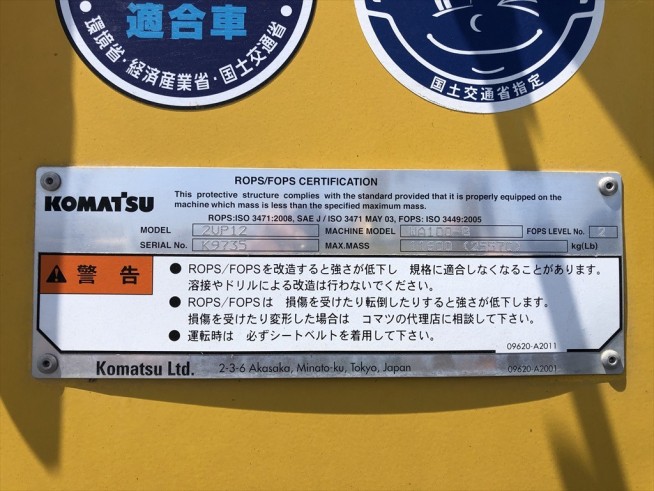 適合車
・環境省・経済産業省・国土交通省・
国土交通省指定
ROPS/FOPS CERTIFICATION
KOMATSU
This protective structure complies with the standard provided that it is properly equipped on the
machine which mass is less than the specified maximum mass.
ROPS:ISO 3471:2008, SAE J / ISO 3471 MAY 03, FOPS: ISO 3449:2005
MODEL 2UP12 MACHINE MODEL WA100-6 FOPS LEVEL No. 2
SERIAL No. K9735 MAX.MASS kg(Lb)
警告
● ROPS/FOPSを改造すると強さが低下し 規格に適合しなくなることがあります。
溶接やドリルによる改造は行わないでください。
● ROPS/FOPSは 損傷を受けたり転倒したりすると強さが低下します。
損傷を受けたり変形した場合は コマツの代理店に相談して下さい。
● 運転時は 必ずシートベルトを着用して下さい。
09620-A2011
Komatsu Ltd. 2-3-6 Akasaka, Minato-ku, Tokyo, Japan 09620-A2001